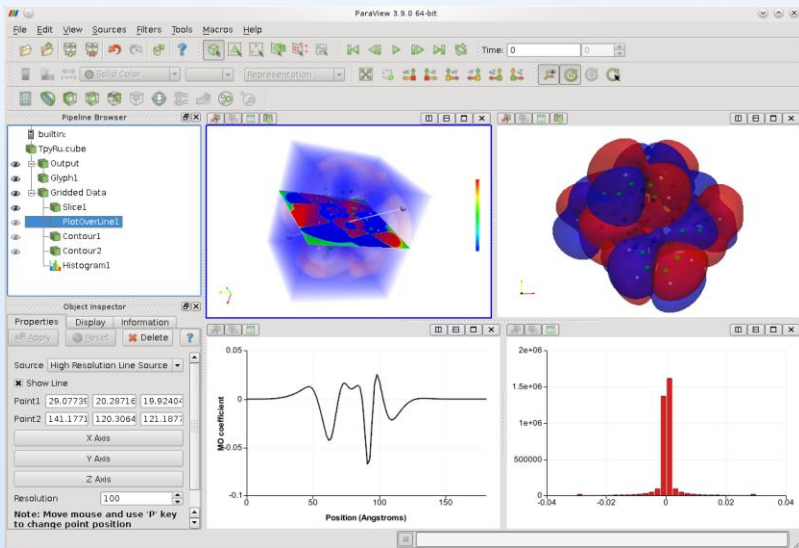 ParaView 3.9.0 64-bit
File Edit View Sources Filters Tools Macros Help
Time: 0 0
Solid Color Representation
Pipeline Browser
builtin:
TpyRu.cube
Output
Glyph1
Gridded Data
Slice1
PlotOverLine1
Contour1
Contour2
Histogram1
Object Inspector
Properties Display Information
Apply Reset Delete ?
Source High Resolution Line Source
Show Line
Point1 29.07739 20.28716 19.92404
Point2 141.1771 120.3064 121.1877
X Axis
Y Axis
Z Axis
Resolution 100
Note: Move mouse and use 'P' key
to change point position
0.05
0
-0.05
-0.1
MO coefficient
0 50 100 150
Position (Angstroms)
2e+06
1.5e+06
1e+06
500000
0
-0.04 -0.02 0 0.02 0.04